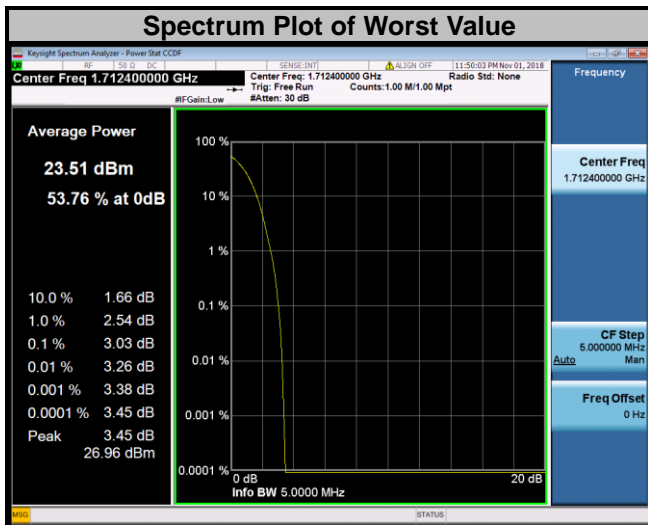 Spectrum Plot of Worst Value
Keysight Spectrum Analyzer - Power Stat CCDF
RF 50 Ω DC SENSE:INT ALIGN OFF 11:50:03 PM Nov 01, 2018
Center Freq 1.712400000 GHz
Center Freq: 1.712400000 GHz Radio Std: None
Trig: Free Run Counts:1.00 M/1.00 Mpt
#IFGain:Low #Atten: 30 dB
Frequency
Average Power
23.51 dBm
53.76 % at 0dB
10.0 % 1.66 dB
1.0 % 2.54 dB
0.1 % 3.03 dB
0.01 % 3.26 dB
0.001 % 3.38 dB
0.0001 % 3.45 dB
Peak 3.45 dB
26.96 dBm
100 %
10 %
1 %
0.1 %
0.01 %
0.001 %
0.0001 %
0 dB 20 dB
Info BW 5.0000 MHz
Center Freq
1.712400000 GHz
CF Step
5.000000 MHz
Auto Man
Freq Offset
0 Hz
MSG STATUS